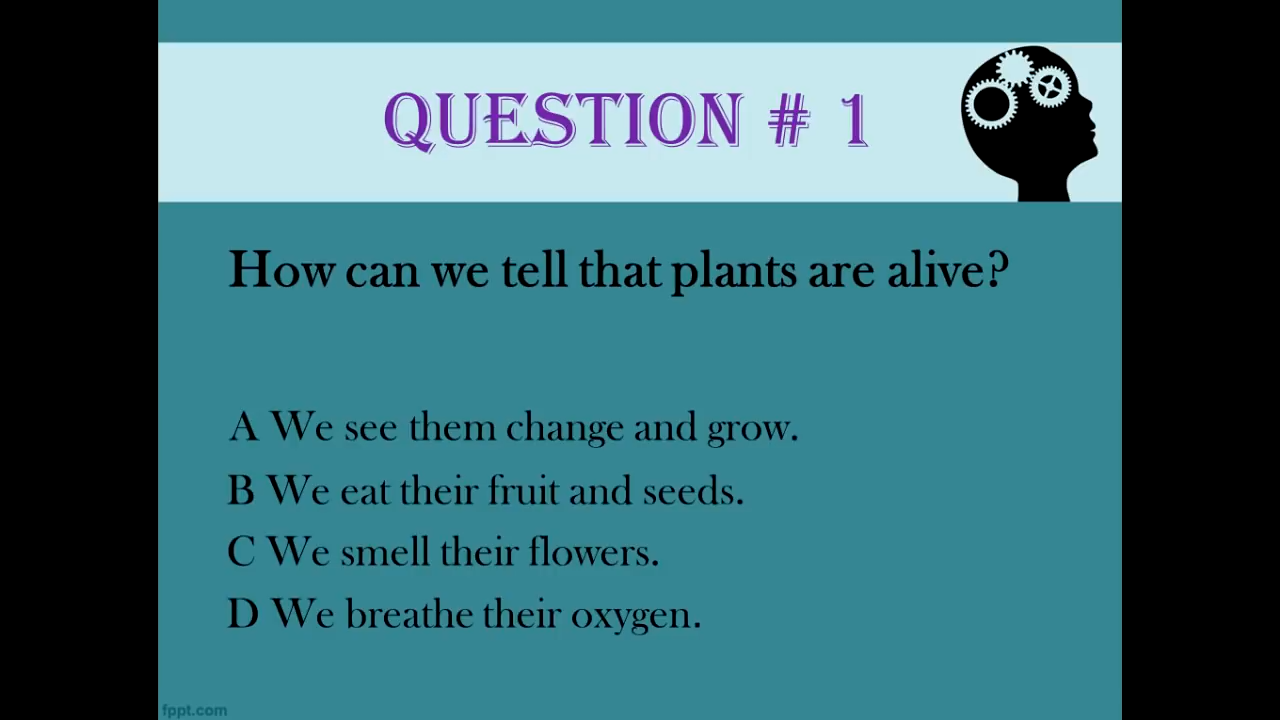 QUESTION # 1
How can we tell that plants are alive?
A We see them change and grow.
B We eat their fruit and seeds.
C We smell their flowers.
D We breathe their oxygen.
fppt.com